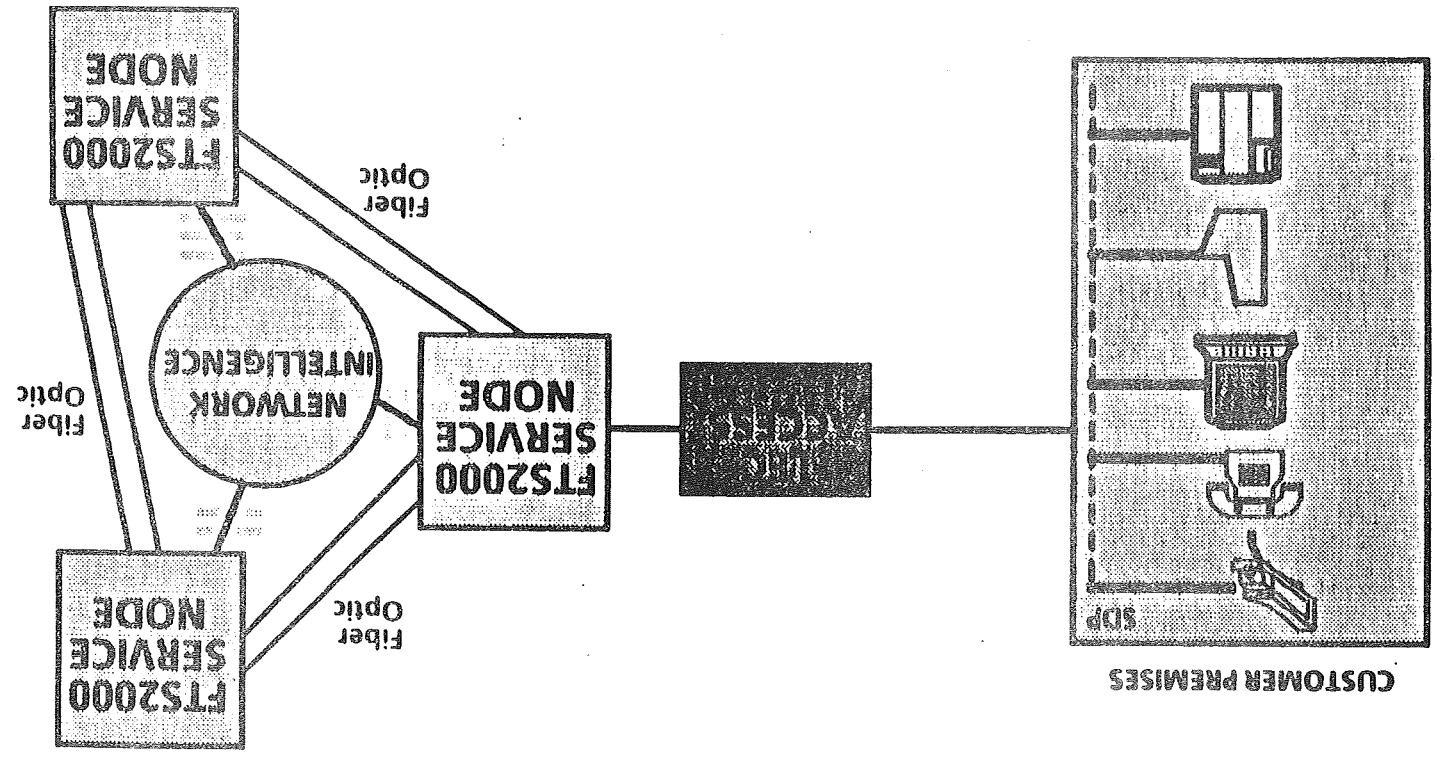 CUSTOMER PREMISES
SDP
FTS2000
SERVICE
NODE
Fiber
Optic
FTS2000
SERVICE
NODE
NETWORK
INTELLIGENCE
Fiber
Optic
Fiber
Optic
FTS2000
SERVICE
NODE